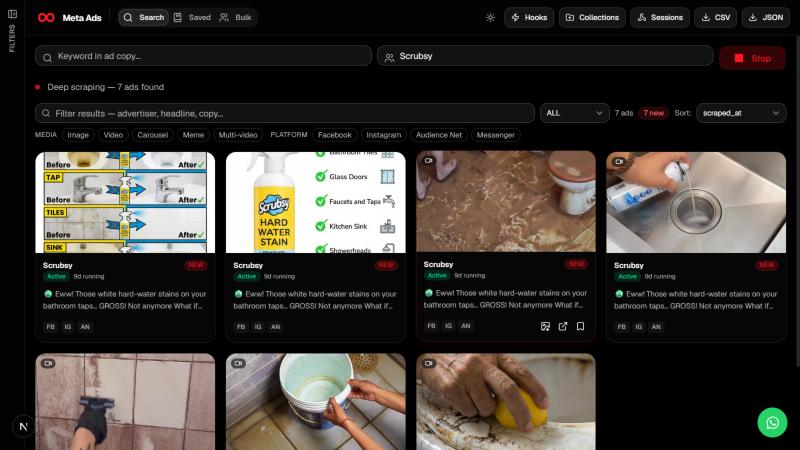 FILTERS
Meta Ads
Search
Saved
Bulk
Hooks
Collections
Sessions
CSV
JSON
Keyword in ad copy...
Scrubsy
Stop
Deep scraping — 7 ads found
Filter results — advertiser, headline, copy...
ALL
7 ads
7 new
Sort:
scraped_at
MEDIA
Image
Video
Carousel
Meme
Multi-video
PLATFORM
Facebook
Instagram
Audience Net
Messenger
Before
After
TAP
Before
After
TILES
Before
After
SINK
Scrubsy
HARD
WATER
STAIN
Bathroom Tiles
Glass Doors
Faucets and Taps
Kitchen Sink
Showerheads
Scrubsy
NEW
Active
9d running
Eww! Those white hard-water stains on your
bathroom taps... GROSS! Not anymore What if...
FB
IG
AN
Scrubsy
NEW
Active
9d running
Eww! Those white hard-water stains on your
bathroom taps... GROSS! Not anymore What if...
FB
IG
AN
Scrubsy
NEW
Active
9d running
Eww! Those white hard-water stains on your
bathroom taps... GROSS! Not anymore What if...
FB
IG
AN
Scrubsy
NEW
Active
9d running
Eww! Those white hard-water stains on your
bathroom taps... GROSS! Not anymore What if...
FB
IG
AN
N